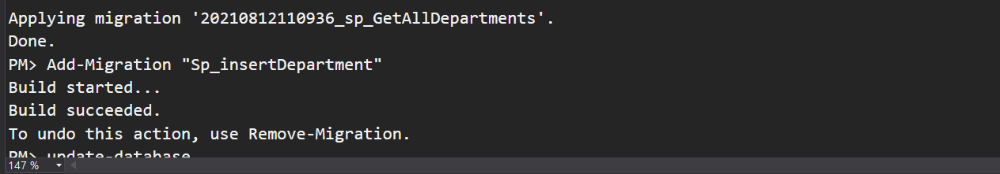 Applying migration '20210812110936_sp_GetAllDepartments'.
Done.
PM> Add-Migration "Sp_insertDepartment"
Build started...
Build succeeded.
To undo this action, use Remove-Migration.
PM> update-database
147 %